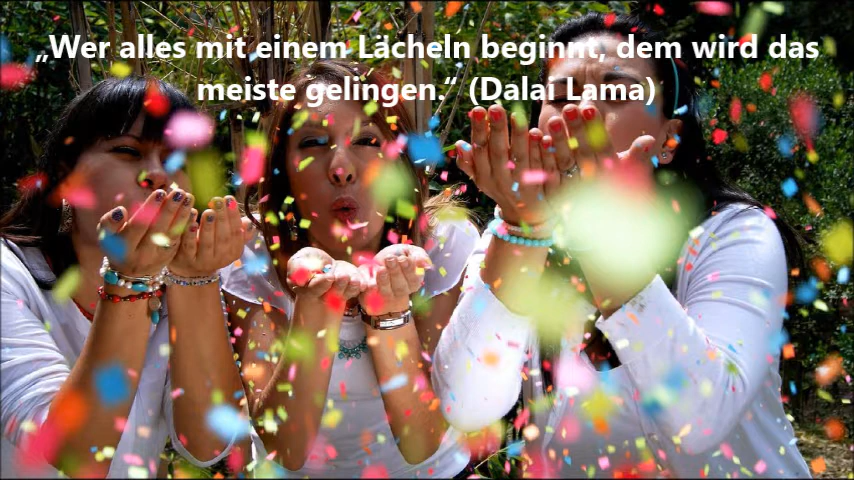 „Wer alles mit einem Lächeln beginnt, dem wird das
meiste gelingen.“ (Dalai Lama)